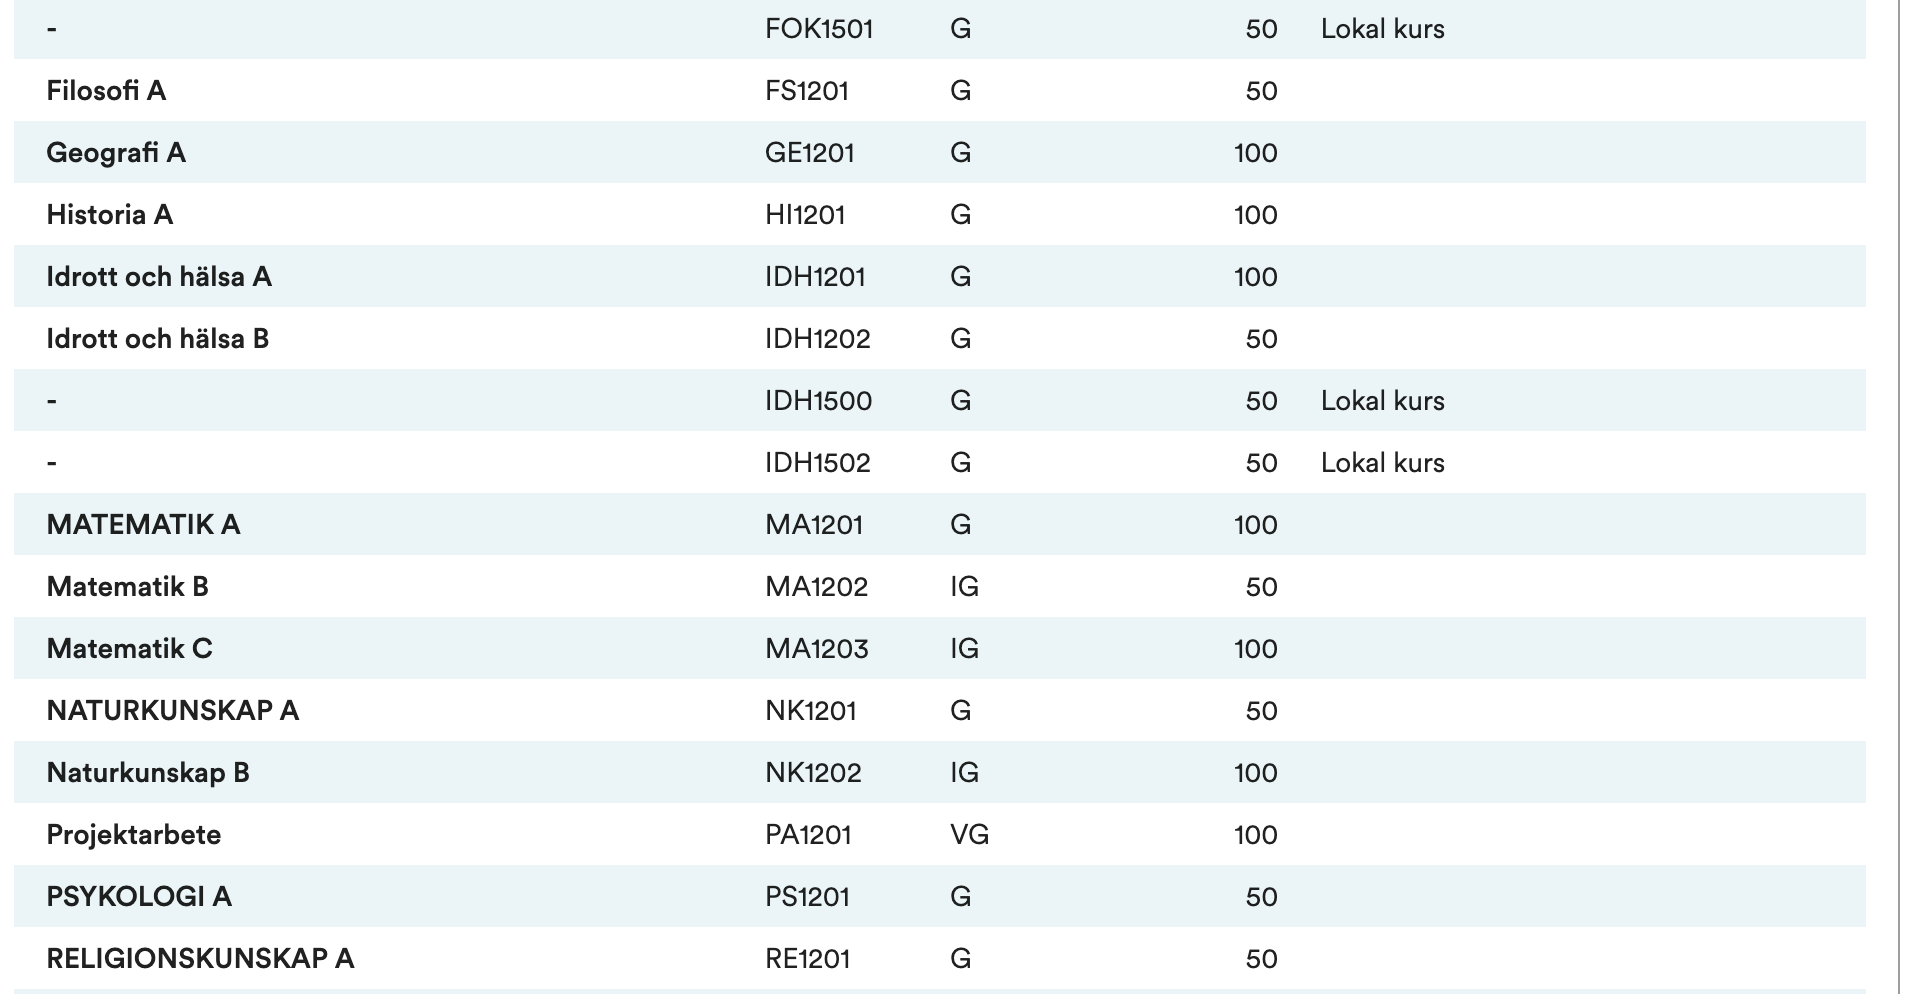 - FOK1501 G 50 Lokal kurs
Filosofi A FS1201 G 50
Geografi A GE1201 G 100
Historia A HI1201 G 100
Idrott och hälsa A IDH1201 G 100
Idrott och hälsa B IDH1202 G 50
- IDH1500 G 50 Lokal kurs
- IDH1502 G 50 Lokal kurs
MATEMATIK A MA1201 G 100
Matematik B MA1202 IG 50
Matematik C MA1203 IG 100
NATURKUNSKAP A NK1201 G 50
Naturkunskap B NK1202 IG 100
Projektarbete PA1201 VG 100
PSYKOLOGI A PS1201 G 50
RELIGIONSKUNSKAP A RE1201 G 50